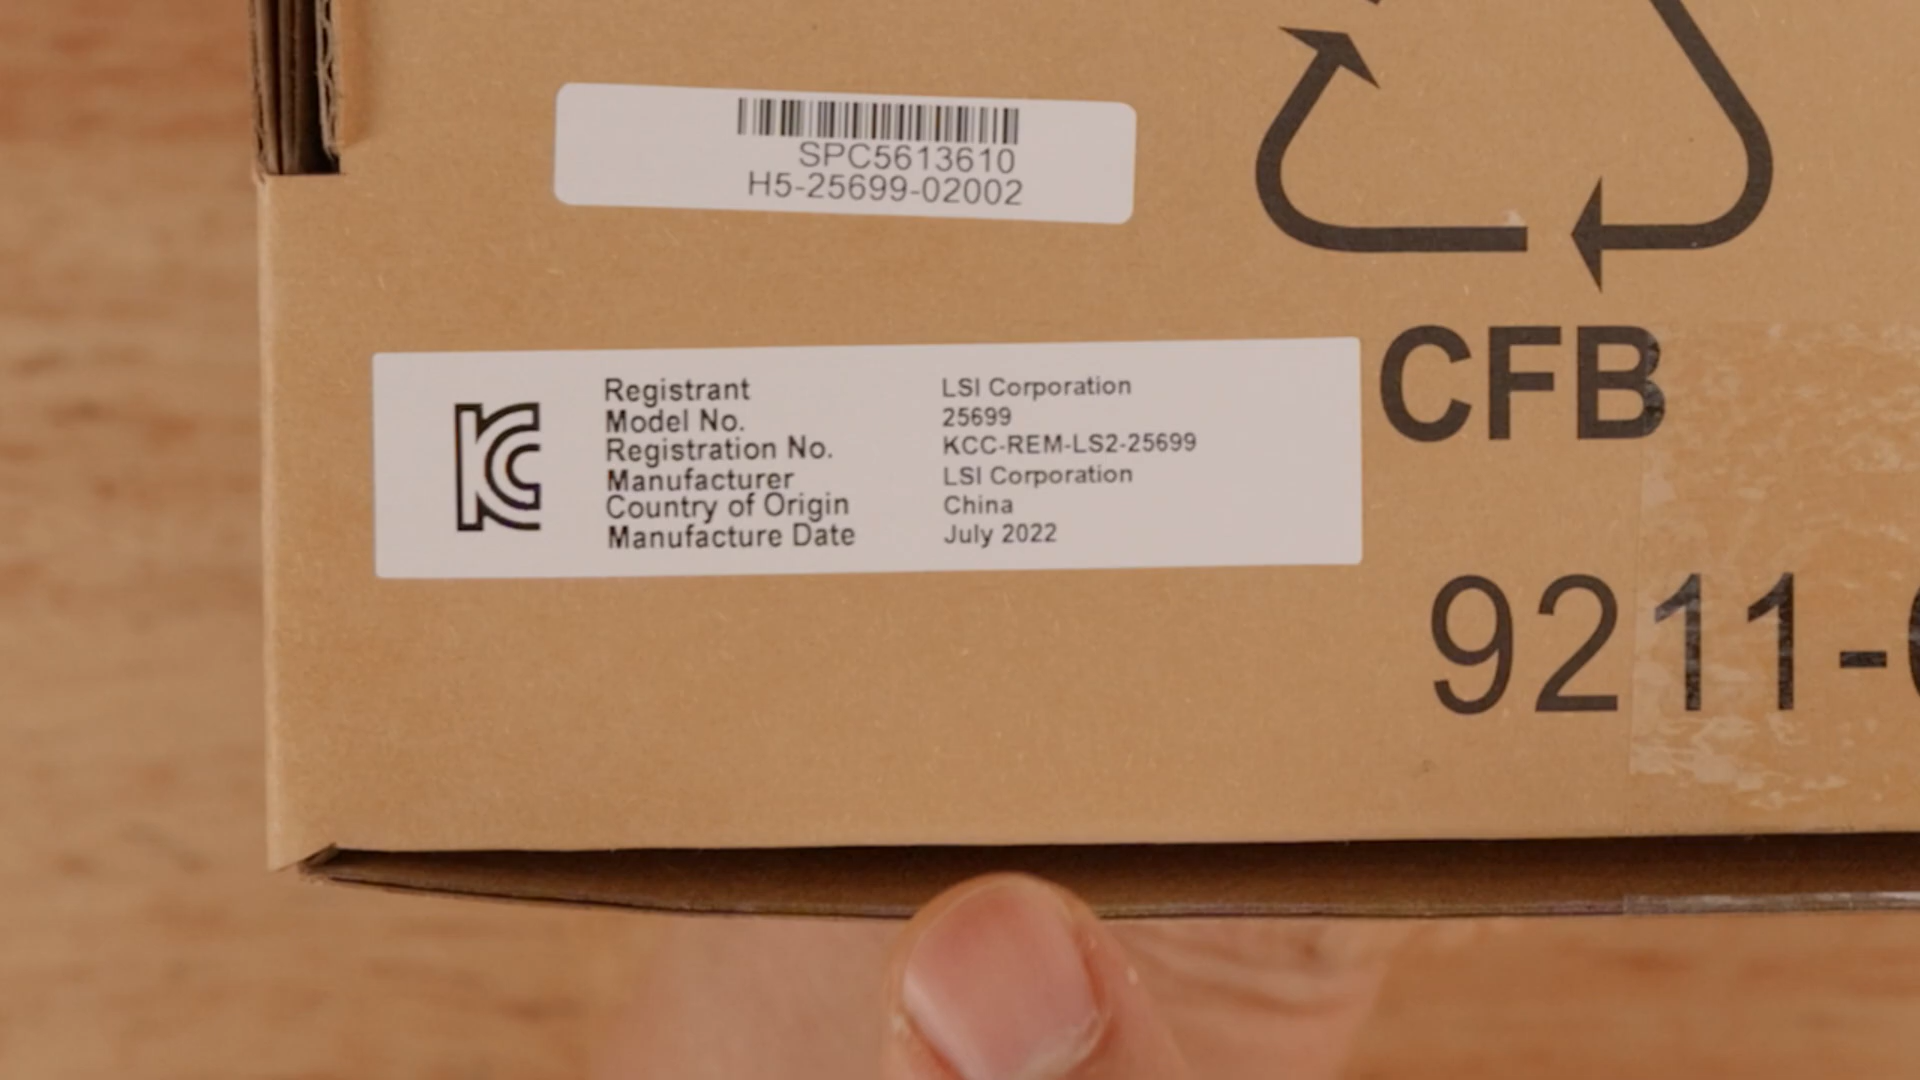 SPC5613610
H5-25699-02002
CFB
Registrant LSI Corporation
Model No. 25699
Registration No. KCC-REM-LS2-25699
Manufacturer LSI Corporation
Country of Origin China
Manufacture Date July 2022
9211-